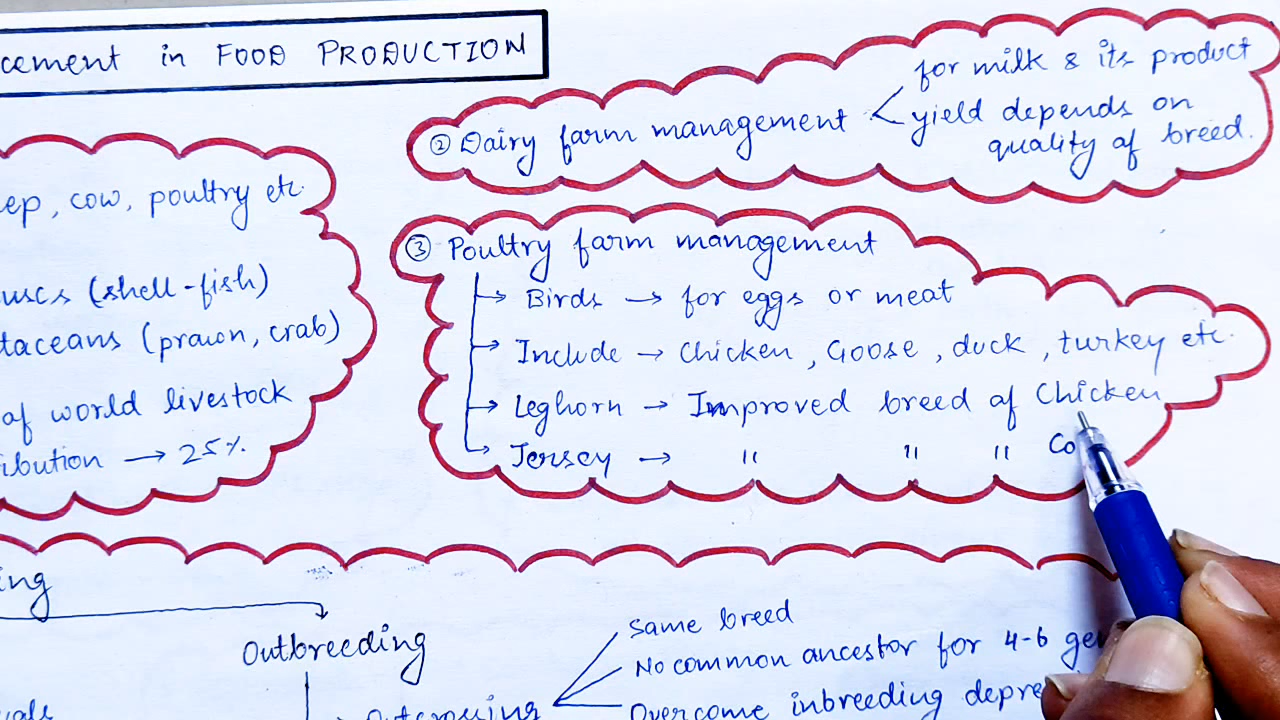 cement in FOOD PRODUCTION
for milk & its product
② Dairy farm management < yield depends on
quality of breed.
ep, cow, poultry etc.
uscs (shell-fish)
taceans (prawn, crab)
of world livestock
ibution → 25%
③ Poultry farm management
→ Birds → for eggs or meat
→ Include → Chicken, Goose, duck, turkey etc.
→ Leghorn → Improved breed of Chicken
→ Jersey → " " " Co
ing
Outbreeding
Same breed
No common ancestor for 4-6 ge
Outcrossing
Overcome inbreeding depre